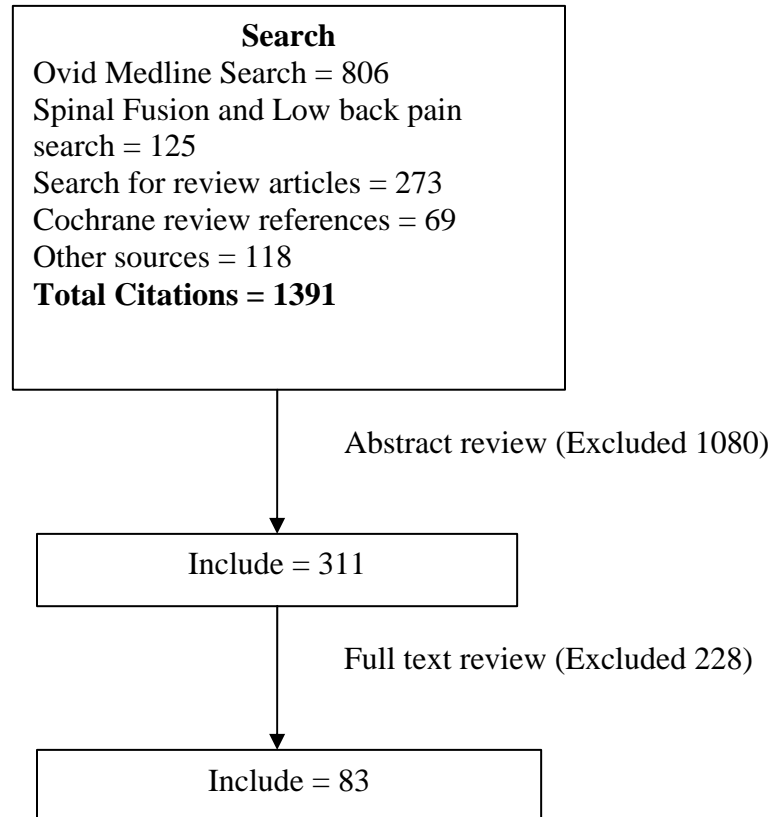 Search
Ovid Medline Search = 806
Spinal Fusion and Low back pain
search = 125
Search for review articles = 273
Cochrane review references = 69
Other sources = 118
Total Citations = 1391
Abstract review (Excluded 1080)
Include = 311
Full text review (Excluded 228)
Include = 83